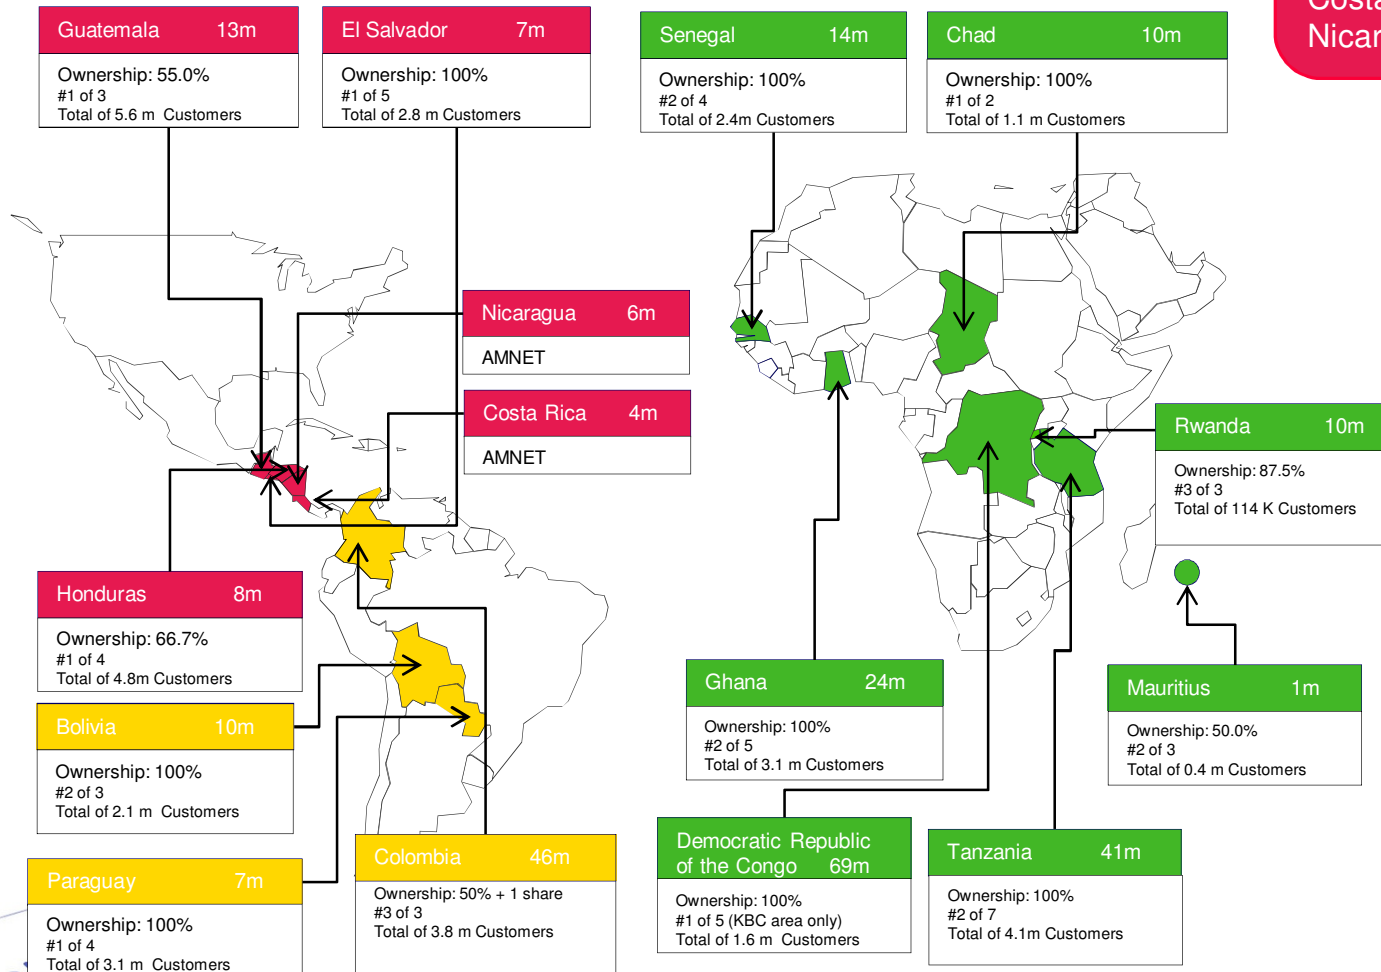 Costa
Nicar
Guatemala 13m
Ownership: 55.0%
#1 of 3
Total of 5.6 m Customers
El Salvador 7m
Ownership: 100%
#1 of 5
Total of 2.8 m Customers
Senegal 14m
Ownership: 100%
#2 of 4
Total of 2.4m Customers
Chad 10m
Ownership: 100%
#1 of 2
Total of 1.1 m Customers
Nicaragua 6m
AMNET
Costa Rica 4m
AMNET
Rwanda 10m
Ownership: 87.5%
#3 of 3
Total of 114 K Customers
Honduras 8m
Ownership: 66.7%
#1 of 4
Total of 4.8m Customers
Ghana 24m
Ownership: 100%
#2 of 5
Total of 3.1 m Customers
Mauritius 1m
Ownership: 50.0%
#2 of 3
Total of 0.4 m Customers
Bolivia 10m
Ownership: 100%
#2 of 3
Total of 2.1 m Customers
Paraguay 7m
Ownership: 100%
#1 of 4
Total of 3.1 m Customers
Colombia 46m
Ownership: 50% + 1 share
#3 of 3
Total of 3.8 m Customers
Democratic Republic
of the Congo 69m
Ownership: 100%
#1 of 5 (KBC area only)
Total of 1.6 m Customers
Tanzania 41m
Ownership: 100%
#2 of 7
Total of 4.1m Customers